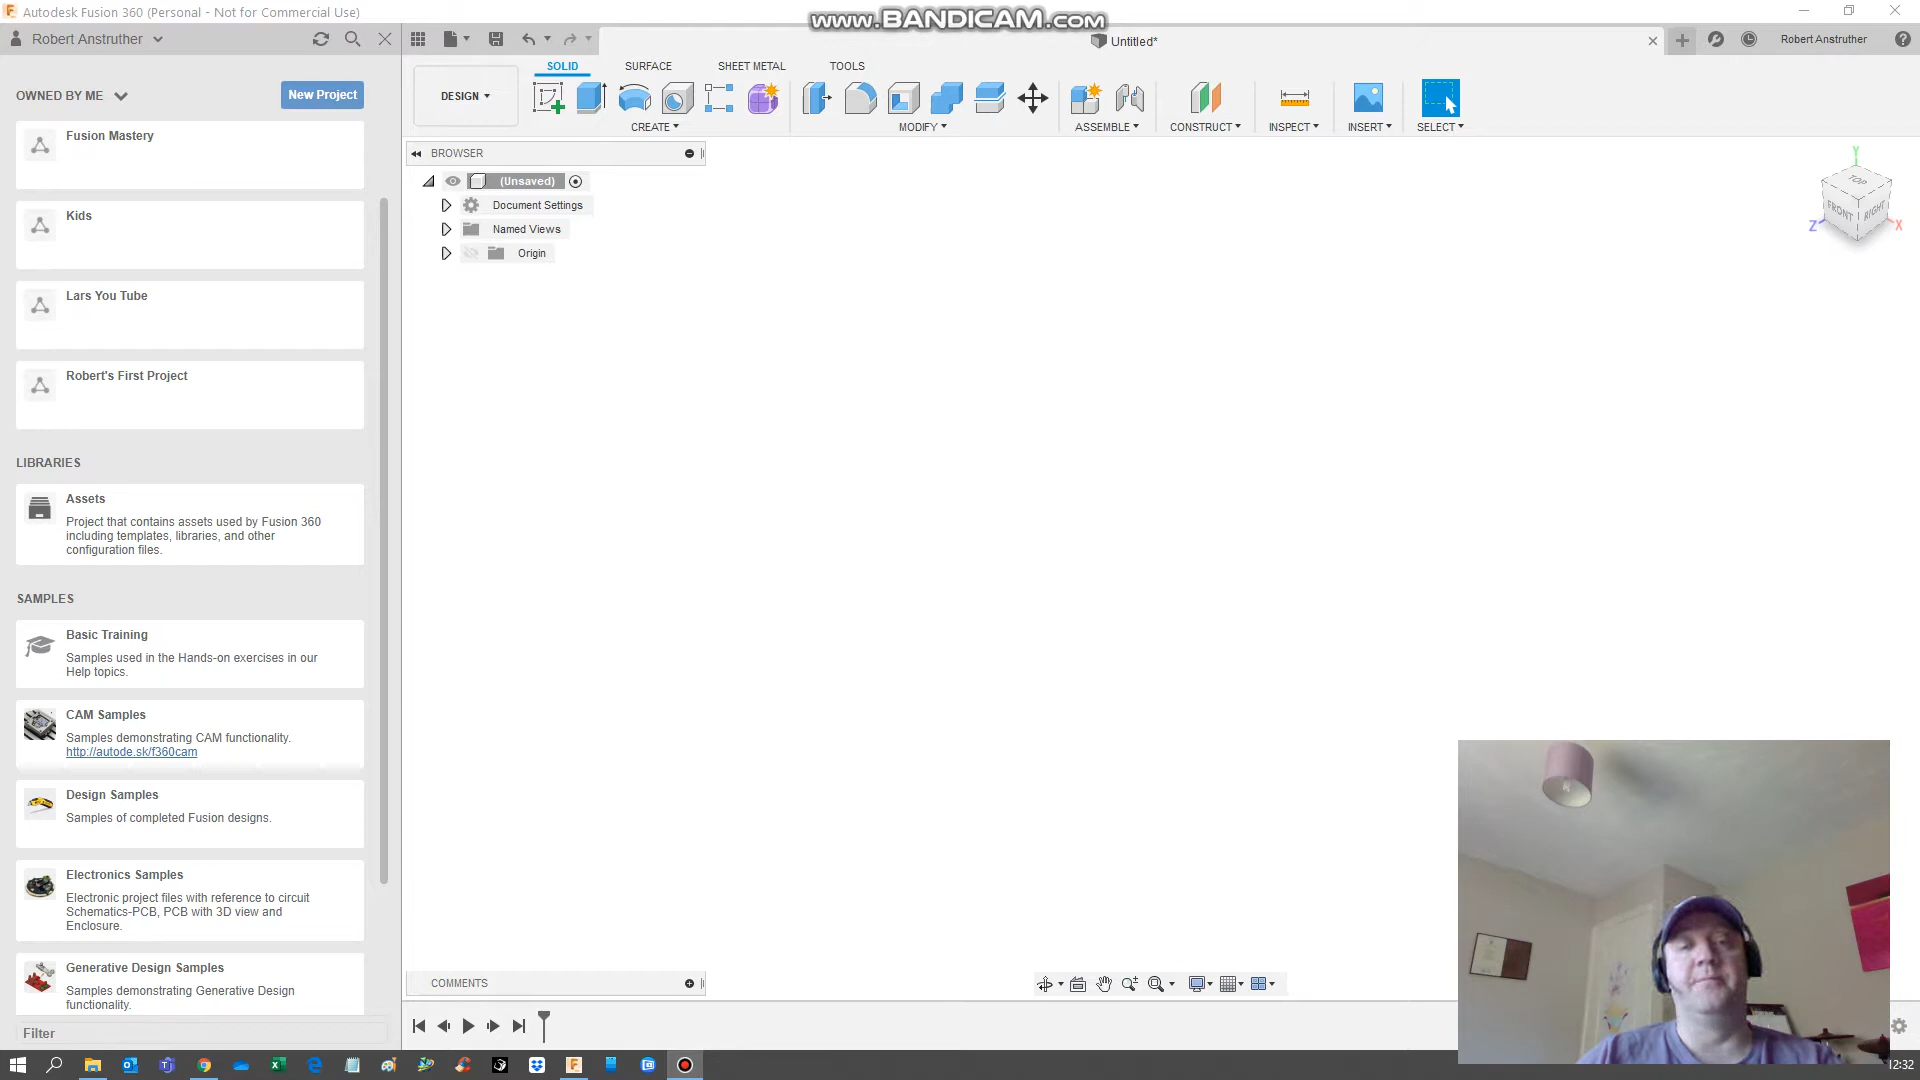 Autodesk Fusion 360 (Personal - Not for Commercial Use)
www.BANDICAM.com
Robert Anstruther
Untitled*
Robert Anstruther
OWNED BY ME
New Project
Fusion Mastery
Kids
Lars You Tube
Robert's First Project
LIBRARIES
Assets
Project that contains assets used by Fusion 360
including templates, libraries, and other
configuration files.
SAMPLES
Basic Training
Samples used in the Hands-on exercises in our
Help topics.
CAM Samples
Samples demonstrating CAM functionality.
http://autode.sk/f360cam
Design Samples
Samples of completed Fusion designs.
Electronics Samples
Electronic project files with reference to circuit
Schematics-PCB, PCB with 3D view and
Enclosure.
Generative Design Samples
Samples demonstrating Generative Design
functionality.
Filter
SOLID
SURFACE
SHEET METAL
TOOLS
DESIGN
CREATE
MODIFY
ASSEMBLE
CONSTRUCT
INSPECT
INSERT
SELECT
BROWSER
(Unsaved)
Document Settings
Named Views
Origin
Y
TOP
FRONT
RIGHT
Z
X
COMMENTS
12:32